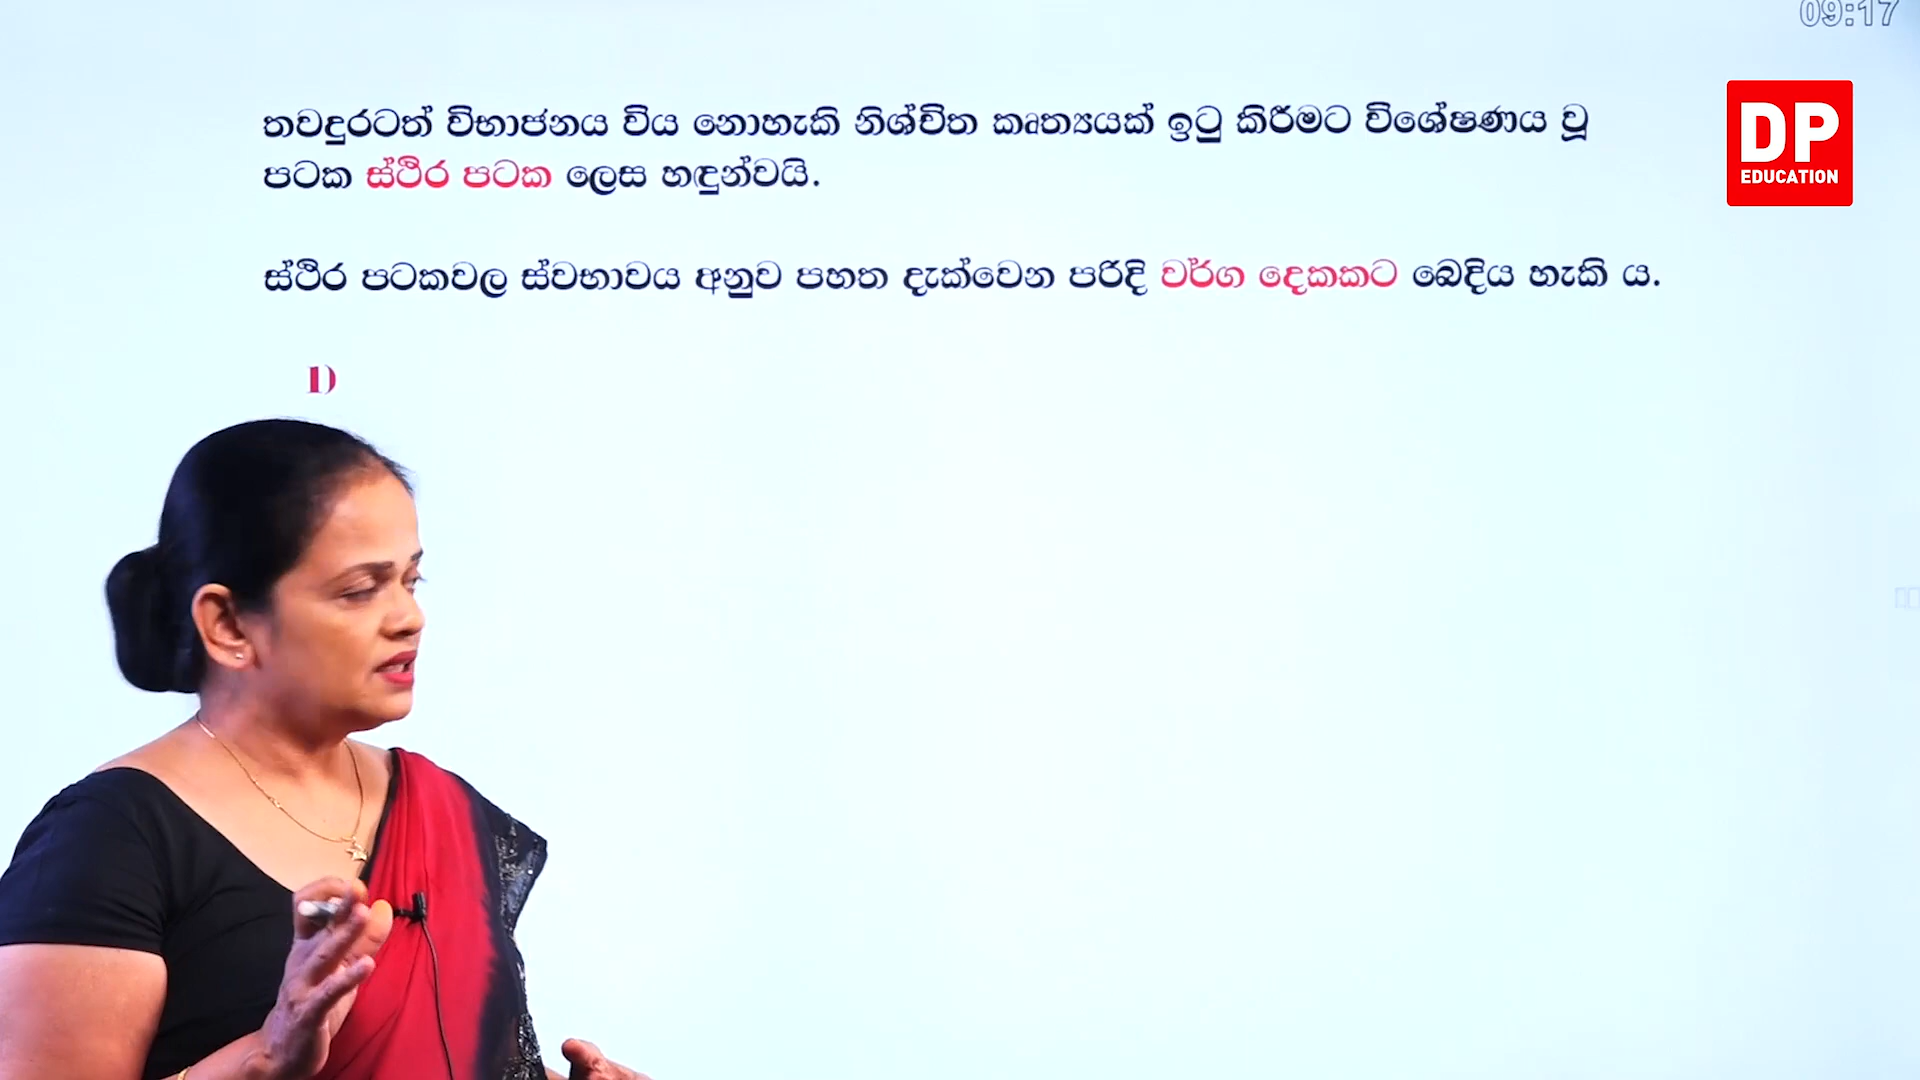 09:17
තවදුරටත් විභාජනය විය නොහැකි නිශ්චිත කෘත්‍යයක් ඉටු කිරීමට විශේෂණය වූ
පටක ස්ථිර පටක ලෙස හඳුන්වයි.
DP
EDUCATION
ස්ථිර පටකවල ස්වභාවය අනුව පහත දැක්වෙන පරිදි වර්ග දෙකකට බෙදිය හැකි ය.